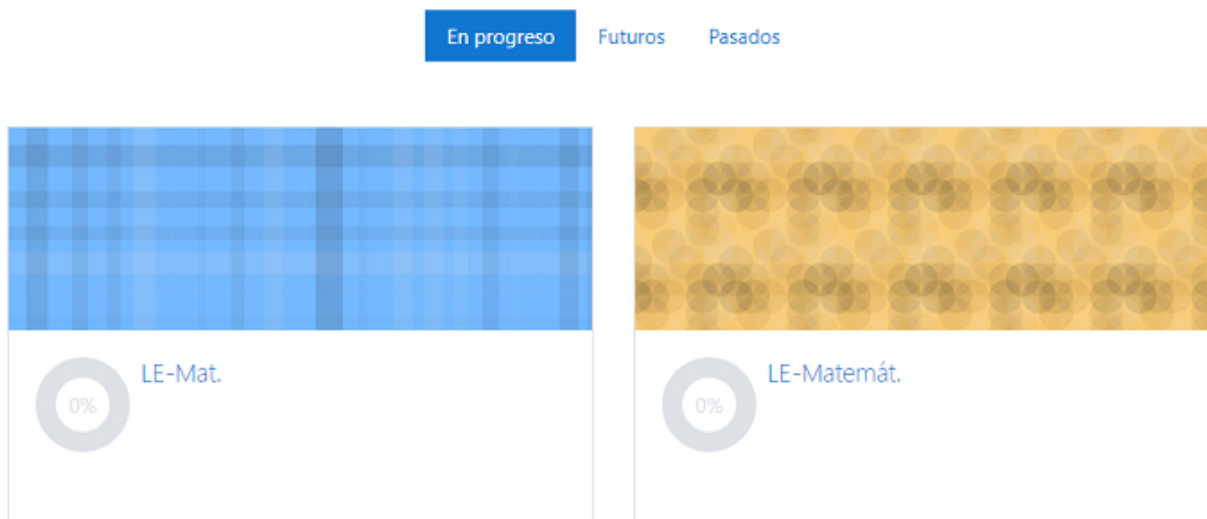 En progreso Futuros Pasados
LE-Mat.
0%
LE-Matemát.
0%